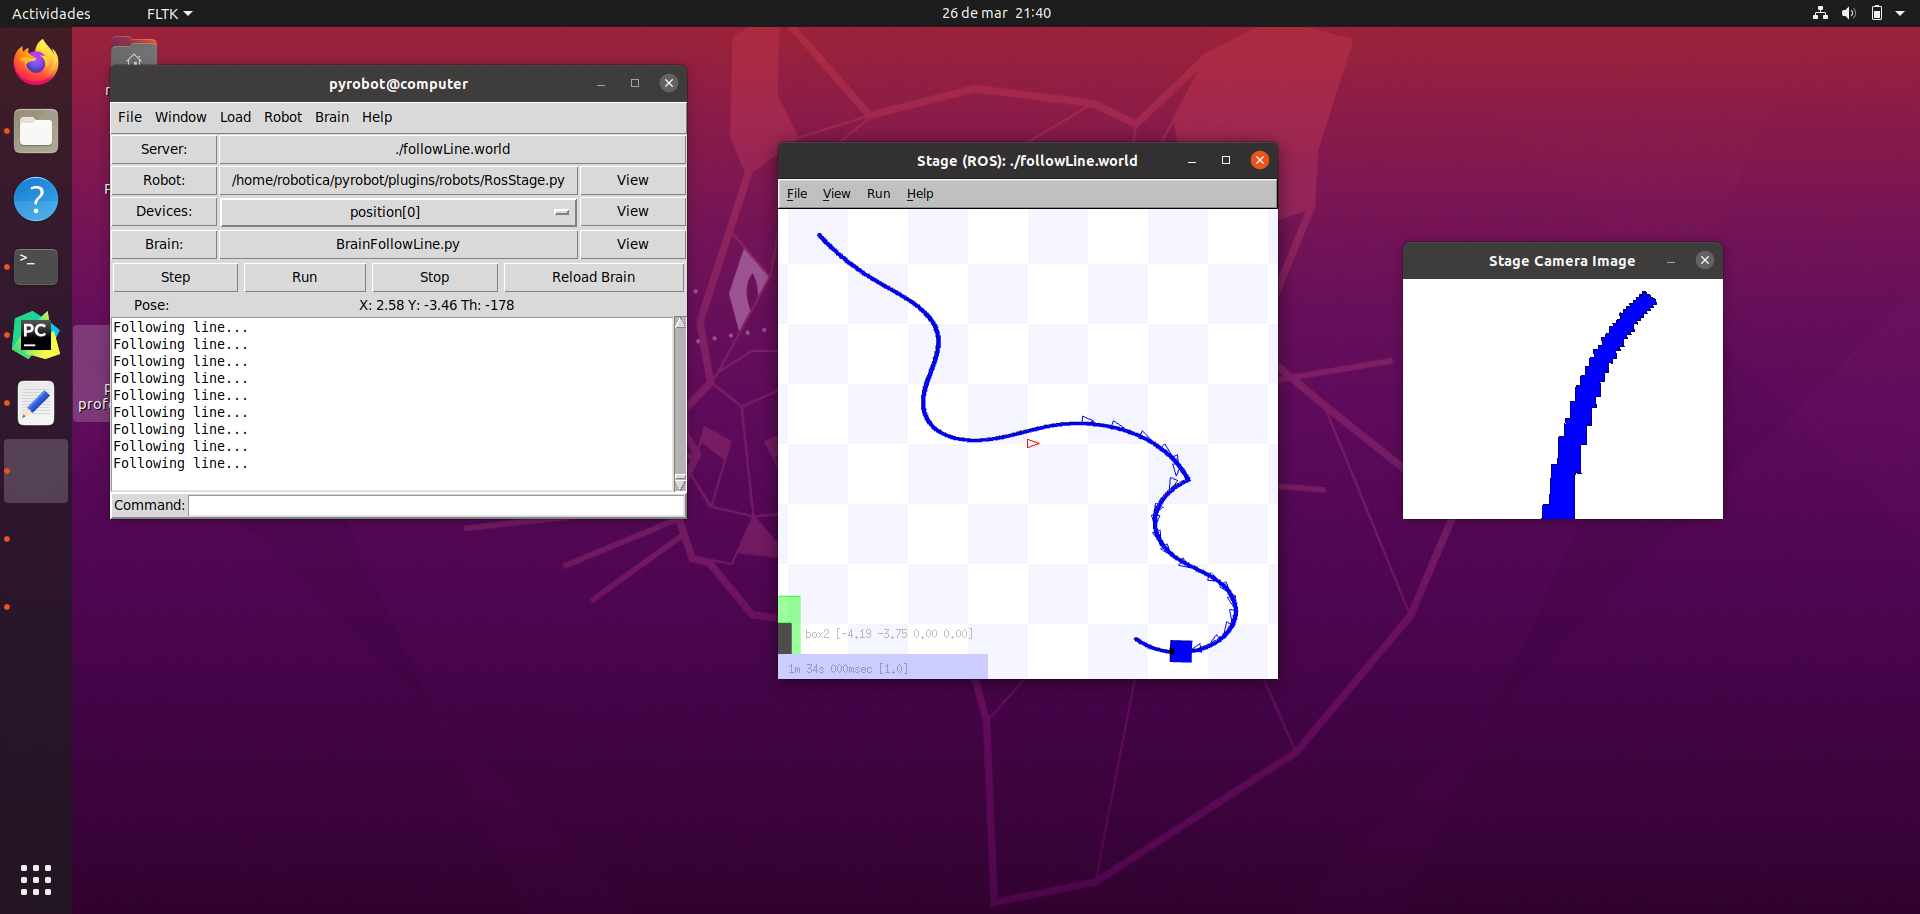 Actividades
FLTK
26 de mar 21:40
pyrobot@computer
File Window Load Robot Brain Help
Server: ./followLine.world
Robot: /home/robotica/pyrobot/plugins/robots/RosStage.py View
Devices: position[0] View
Brain: BrainFollowLine.py View
Step Run Stop Reload Brain
Pose: X: 2.58 Y: -3.46 Th: -178
Following line...
Following line...
Following line...
Following line...
Following line...
Following line...
Following line...
Following line...
Following line...
Command:
prof
Stage (ROS): ./followLine.world
File View Run Help
box2 [-4.19 -3.75 0.00 0.00]
1m 34s 000msec [1.0]
Stage Camera Image
PC